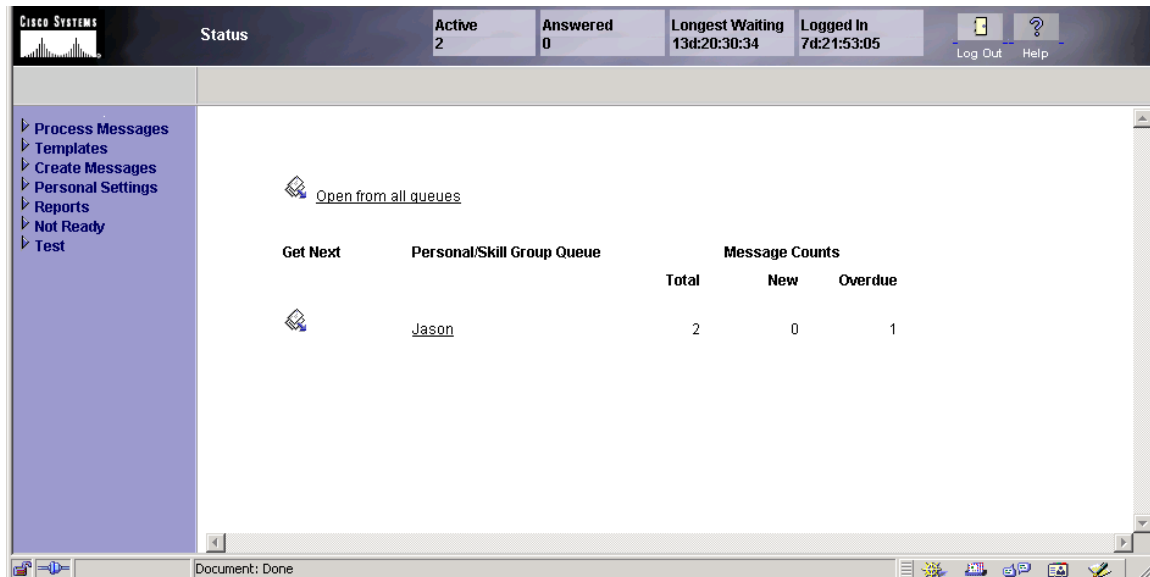 CISCO SYSTEMS
Status
Active
2
Answered
0
Longest Waiting
13d:20:30:34
Logged In
7d:21:53:05
Log Out
Help
Process Messages
Templates
Create Messages
Personal Settings
Reports
Not Ready
Test
Open from all queues
Get Next Personal/Skill Group Queue Message Counts
Total New Overdue
Jason 2 0 1
Document: Done